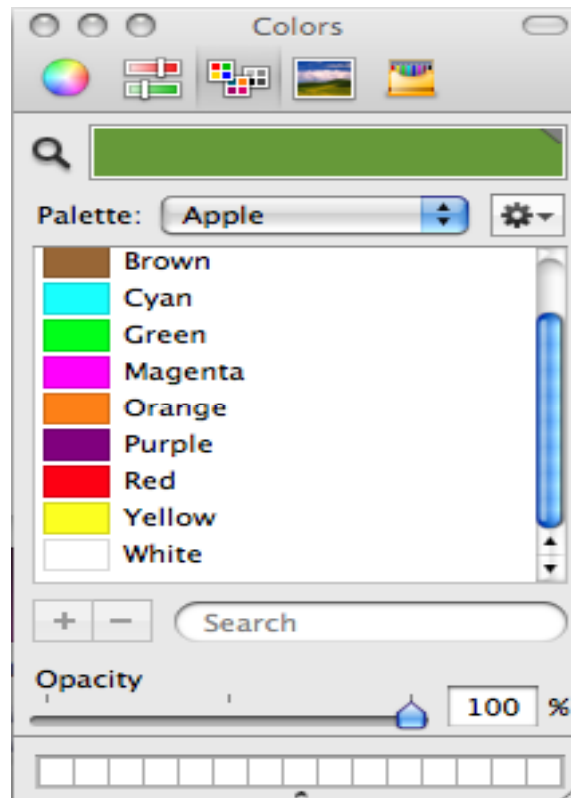 Colors
Palette: Apple
Brown
Cyan
Green
Magenta
Orange
Purple
Red
Yellow
White
+ − Search
Opacity
100 %